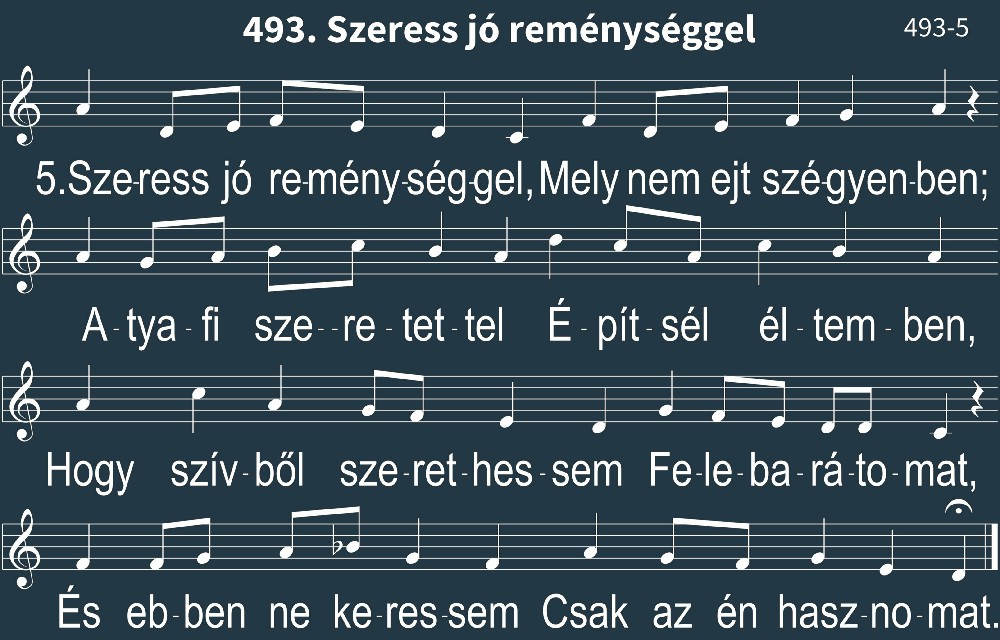 493. Szeress jó reménységgel
493-5
5.Sze-ress jó re-mény-ség-gel, Mely nem ejt szé-gyen-ben;
A - tya - fi sze - - re - tet - tel É - pít - sél él - tem - ben,
Hogy szív - ből sze - ret - hes - sem Fe - le - ba - rá - to - mat,
És eb - ben ne ke - res - sem Csak az én hasz - no - mat.